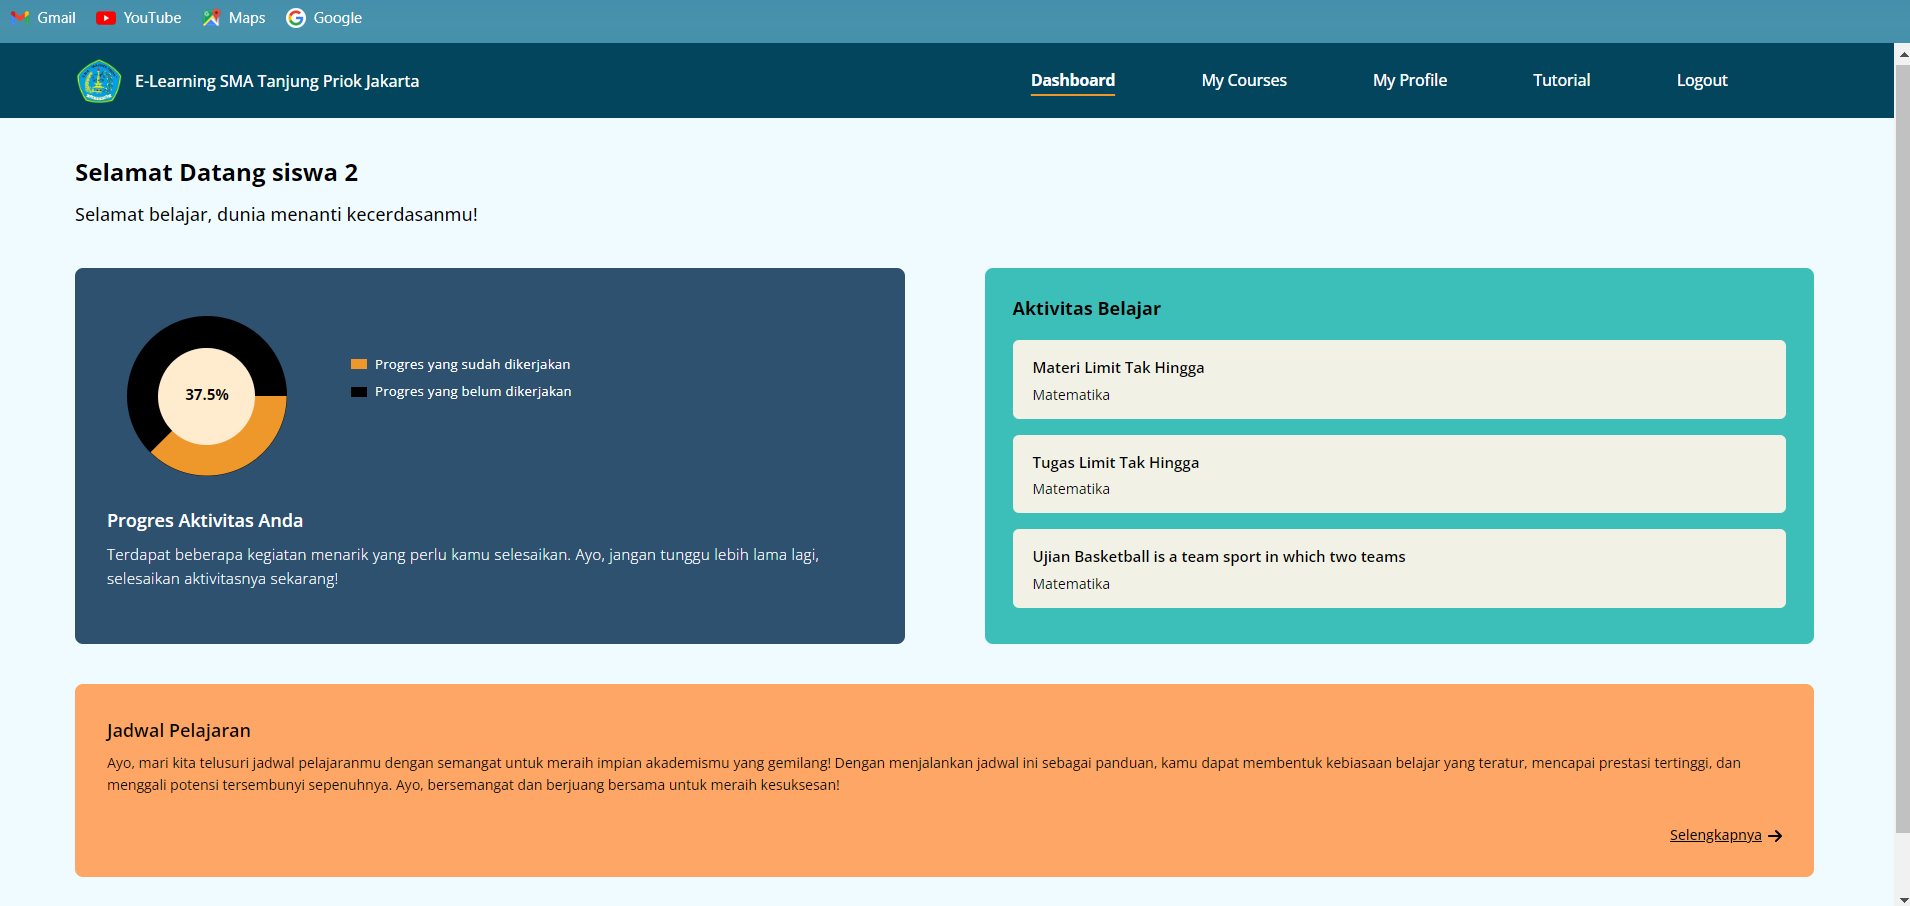 Gmail YouTube Maps Google
E-Learning SMA Tanjung Priok Jakarta
Dashboard My Courses My Profile Tutorial Logout
Selamat Datang siswa 2
Selamat belajar, dunia menanti kecerdasanmu!
37.5%
Progres yang sudah dikerjakan
Progres yang belum dikerjakan
Progres Aktivitas Anda
Terdapat beberapa kegiatan menarik yang perlu kamu selesaikan. Ayo, jangan tunggu lebih lama lagi,
selesaikan aktivitasnya sekarang!
Aktivitas Belajar
Materi Limit Tak Hingga
Matematika
Tugas Limit Tak Hingga
Matematika
Ujian Basketball is a team sport in which two teams
Matematika
Jadwal Pelajaran
Ayo, mari kita telusuri jadwal pelajaranmu dengan semangat untuk meraih impian akademismu yang gemilang! Dengan menjalankan jadwal ini sebagai panduan, kamu dapat membentuk kebiasaan belajar yang teratur, mencapai prestasi tertinggi, dan
menggali potensi tersembunyi sepenuhnya. Ayo, bersemangat dan berjuang bersama untuk meraih kesuksesan!
Selengkapnya